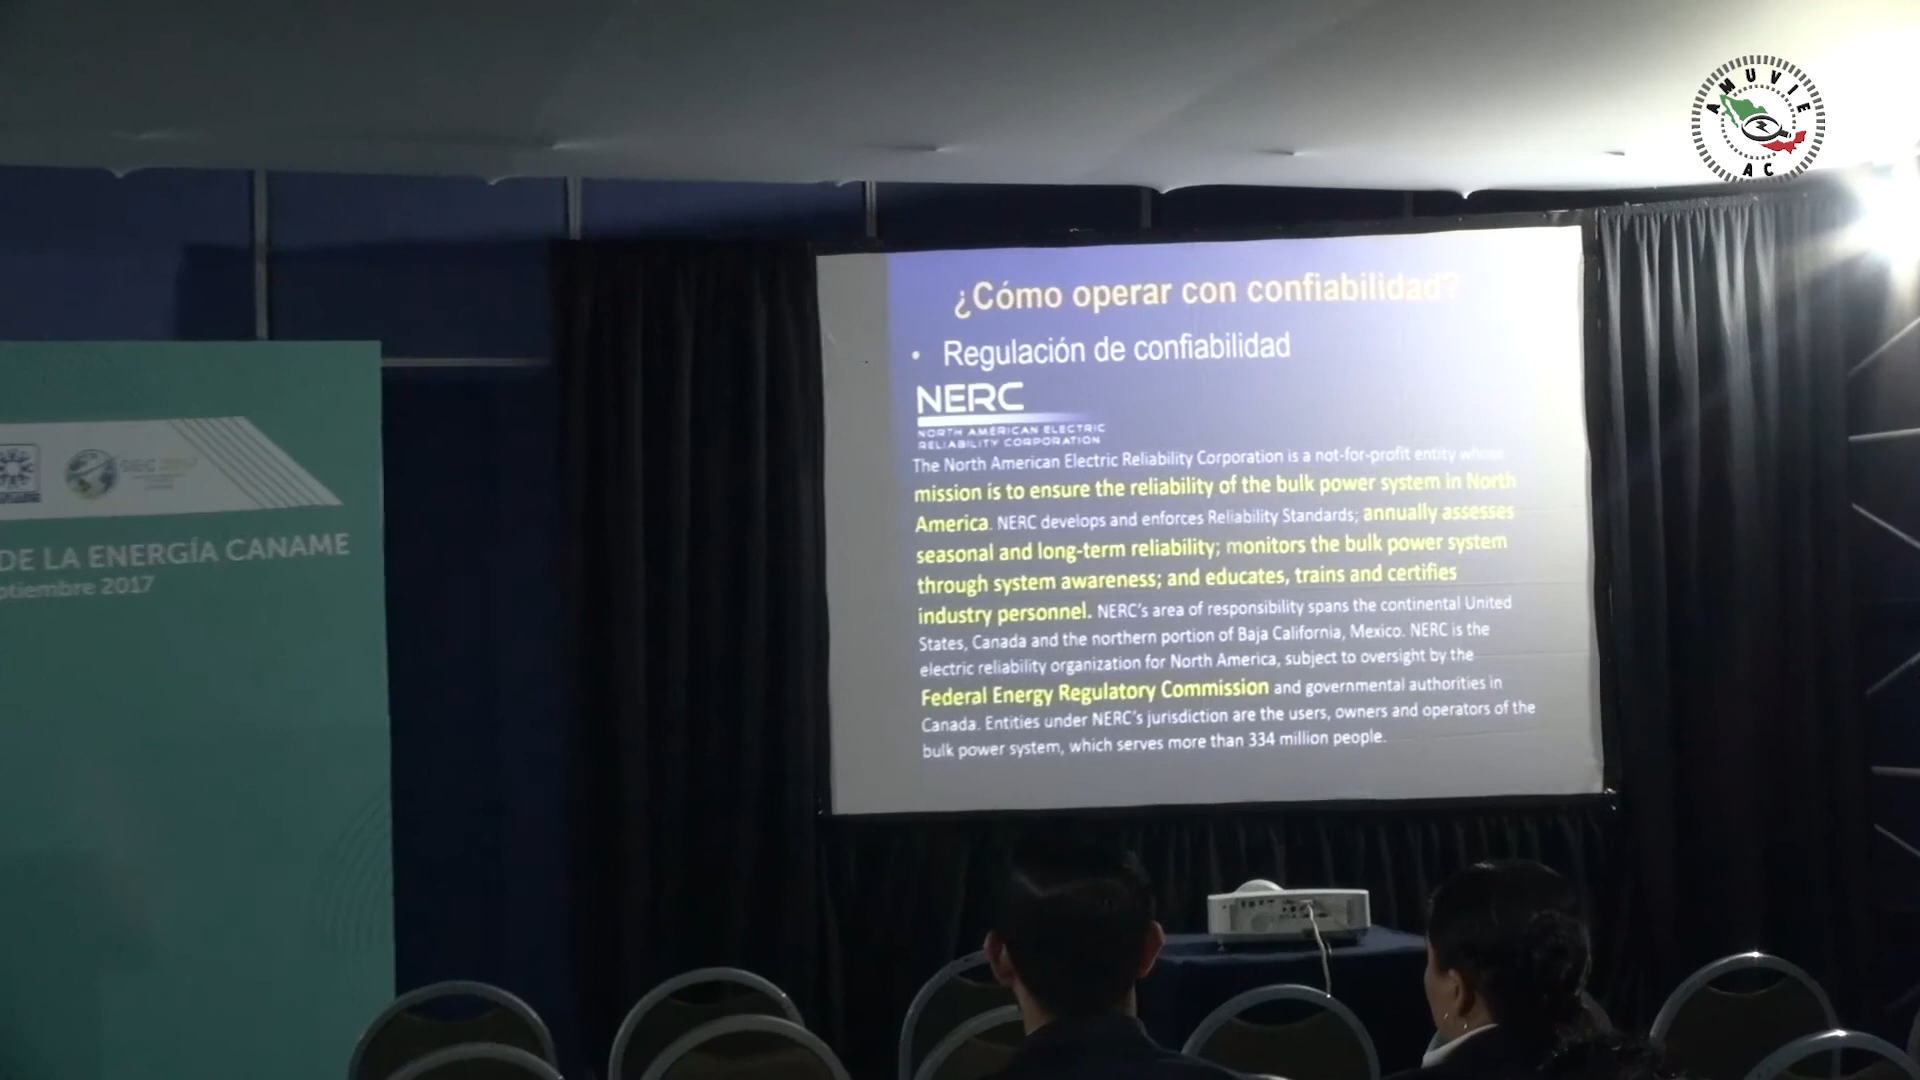 AMUVIE
AC
¿Cómo operar con confiabilidad?
• Regulación de confiabilidad
NERC
NORTH AMERICAN ELECTRIC
RELIABILITY CORPORATION
The North American Electric Reliability Corporation is a not-for-profit entity whose
mission is to ensure the reliability of the bulk power system in North
America. NERC develops and enforces Reliability Standards; annually assesses
seasonal and long-term reliability; monitors the bulk power system
through system awareness; and educates, trains and certifies
industry personnel. NERC's area of responsibility spans the continental United
States, Canada and the northern portion of Baja California, Mexico. NERC is the
electric reliability organization for North America, subject to oversight by the
Federal Energy Regulatory Commission and governmental authorities in
Canada. Entities under NERC's jurisdiction are the users, owners and operators of the
bulk power system, which serves more than 334 million people.
DE LA ENERGÍA CANAME
ptiembre 2017